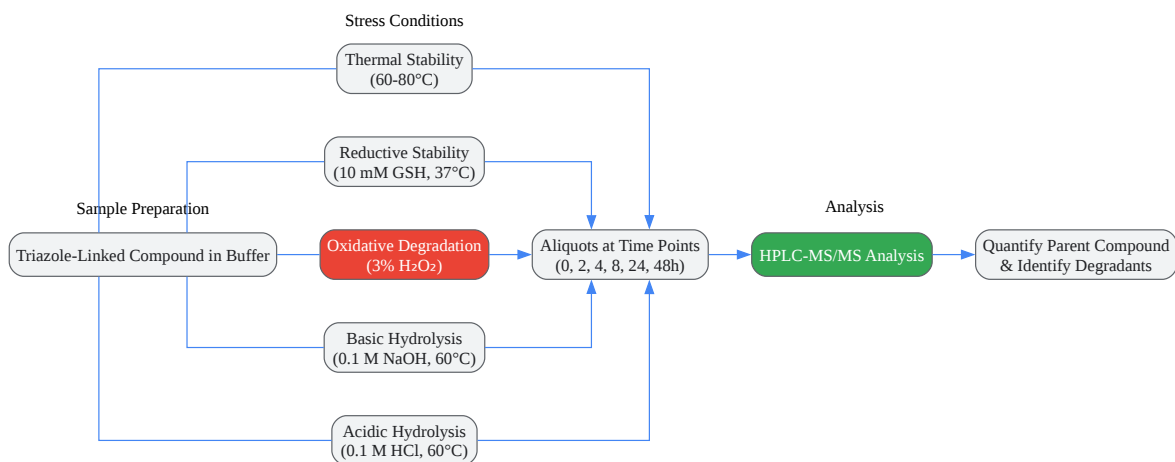 Stress Conditions
Thermal Stability
(60-80°C)
Reductive Stability
(10 mM GSH, 37°C)
Sample Preparation
Analysis
Triazole-Linked Compound in Buffer
Oxidative Degradation
(3% H₂O₂)
Aliquots at Time Points
(0, 2, 4, 8, 24, 48h)
HPLC-MS/MS Analysis
Quantify Parent Compound
& Identify Degradants
Basic Hydrolysis
(0.1 M NaOH, 60°C)
Acidic Hydrolysis
(0.1 M HCl, 60°C)